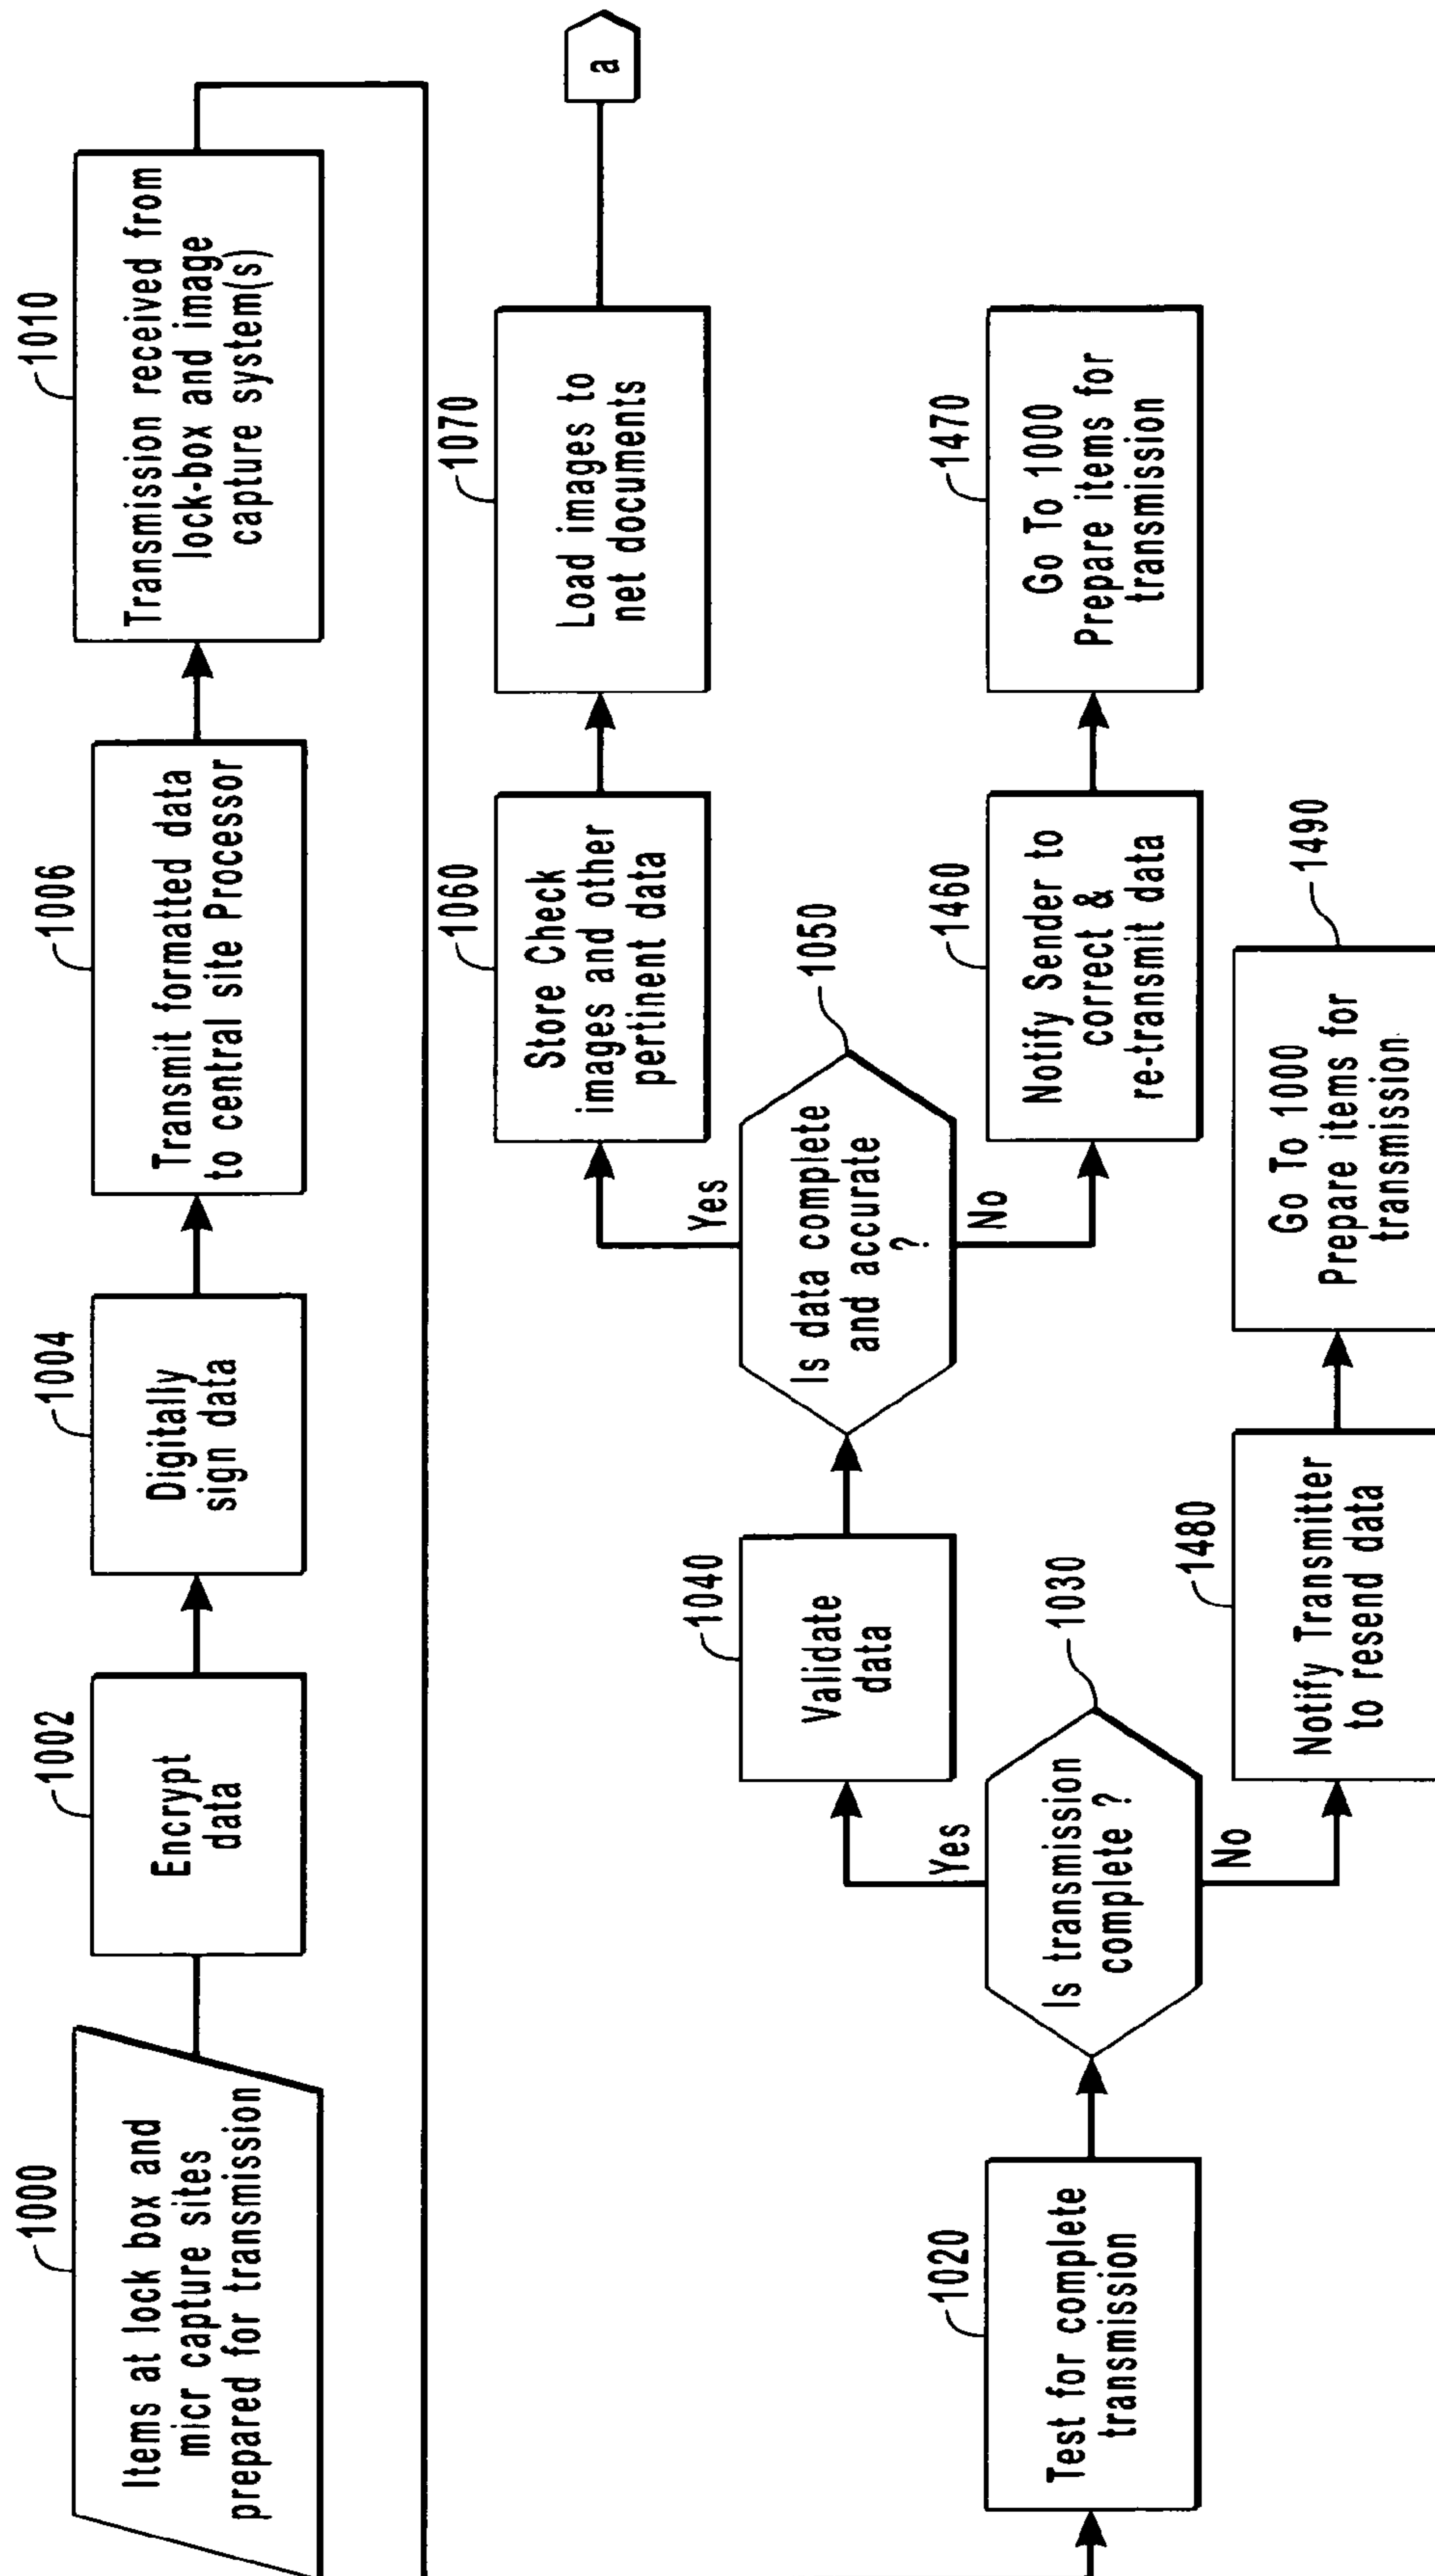 1000
Items at lock box and
micr capture sites
prepared for transmission
1002
Encrypt
data
1004
Digitally
sign data
1006
Transmit formatted data
to central site Processor
1010
Transmission received from
lock-box and image
capture system(s)
1020
Test for complete
transmission
1030
Is transmission
complete ?
Yes
No
1040
Validate
data
1050
Is data complete
and accurate
?
Yes
No
1060
Store Check
images and other
pertinent data
1070
Load images to
net documents
a
1460
Notify Sender to
correct &
re-transmit data
1470
Go To 1000
Prepare items for
transmission
1480
Notify Transmitter
to resend data
1490
Go To 1000
Prepare items for
transmission